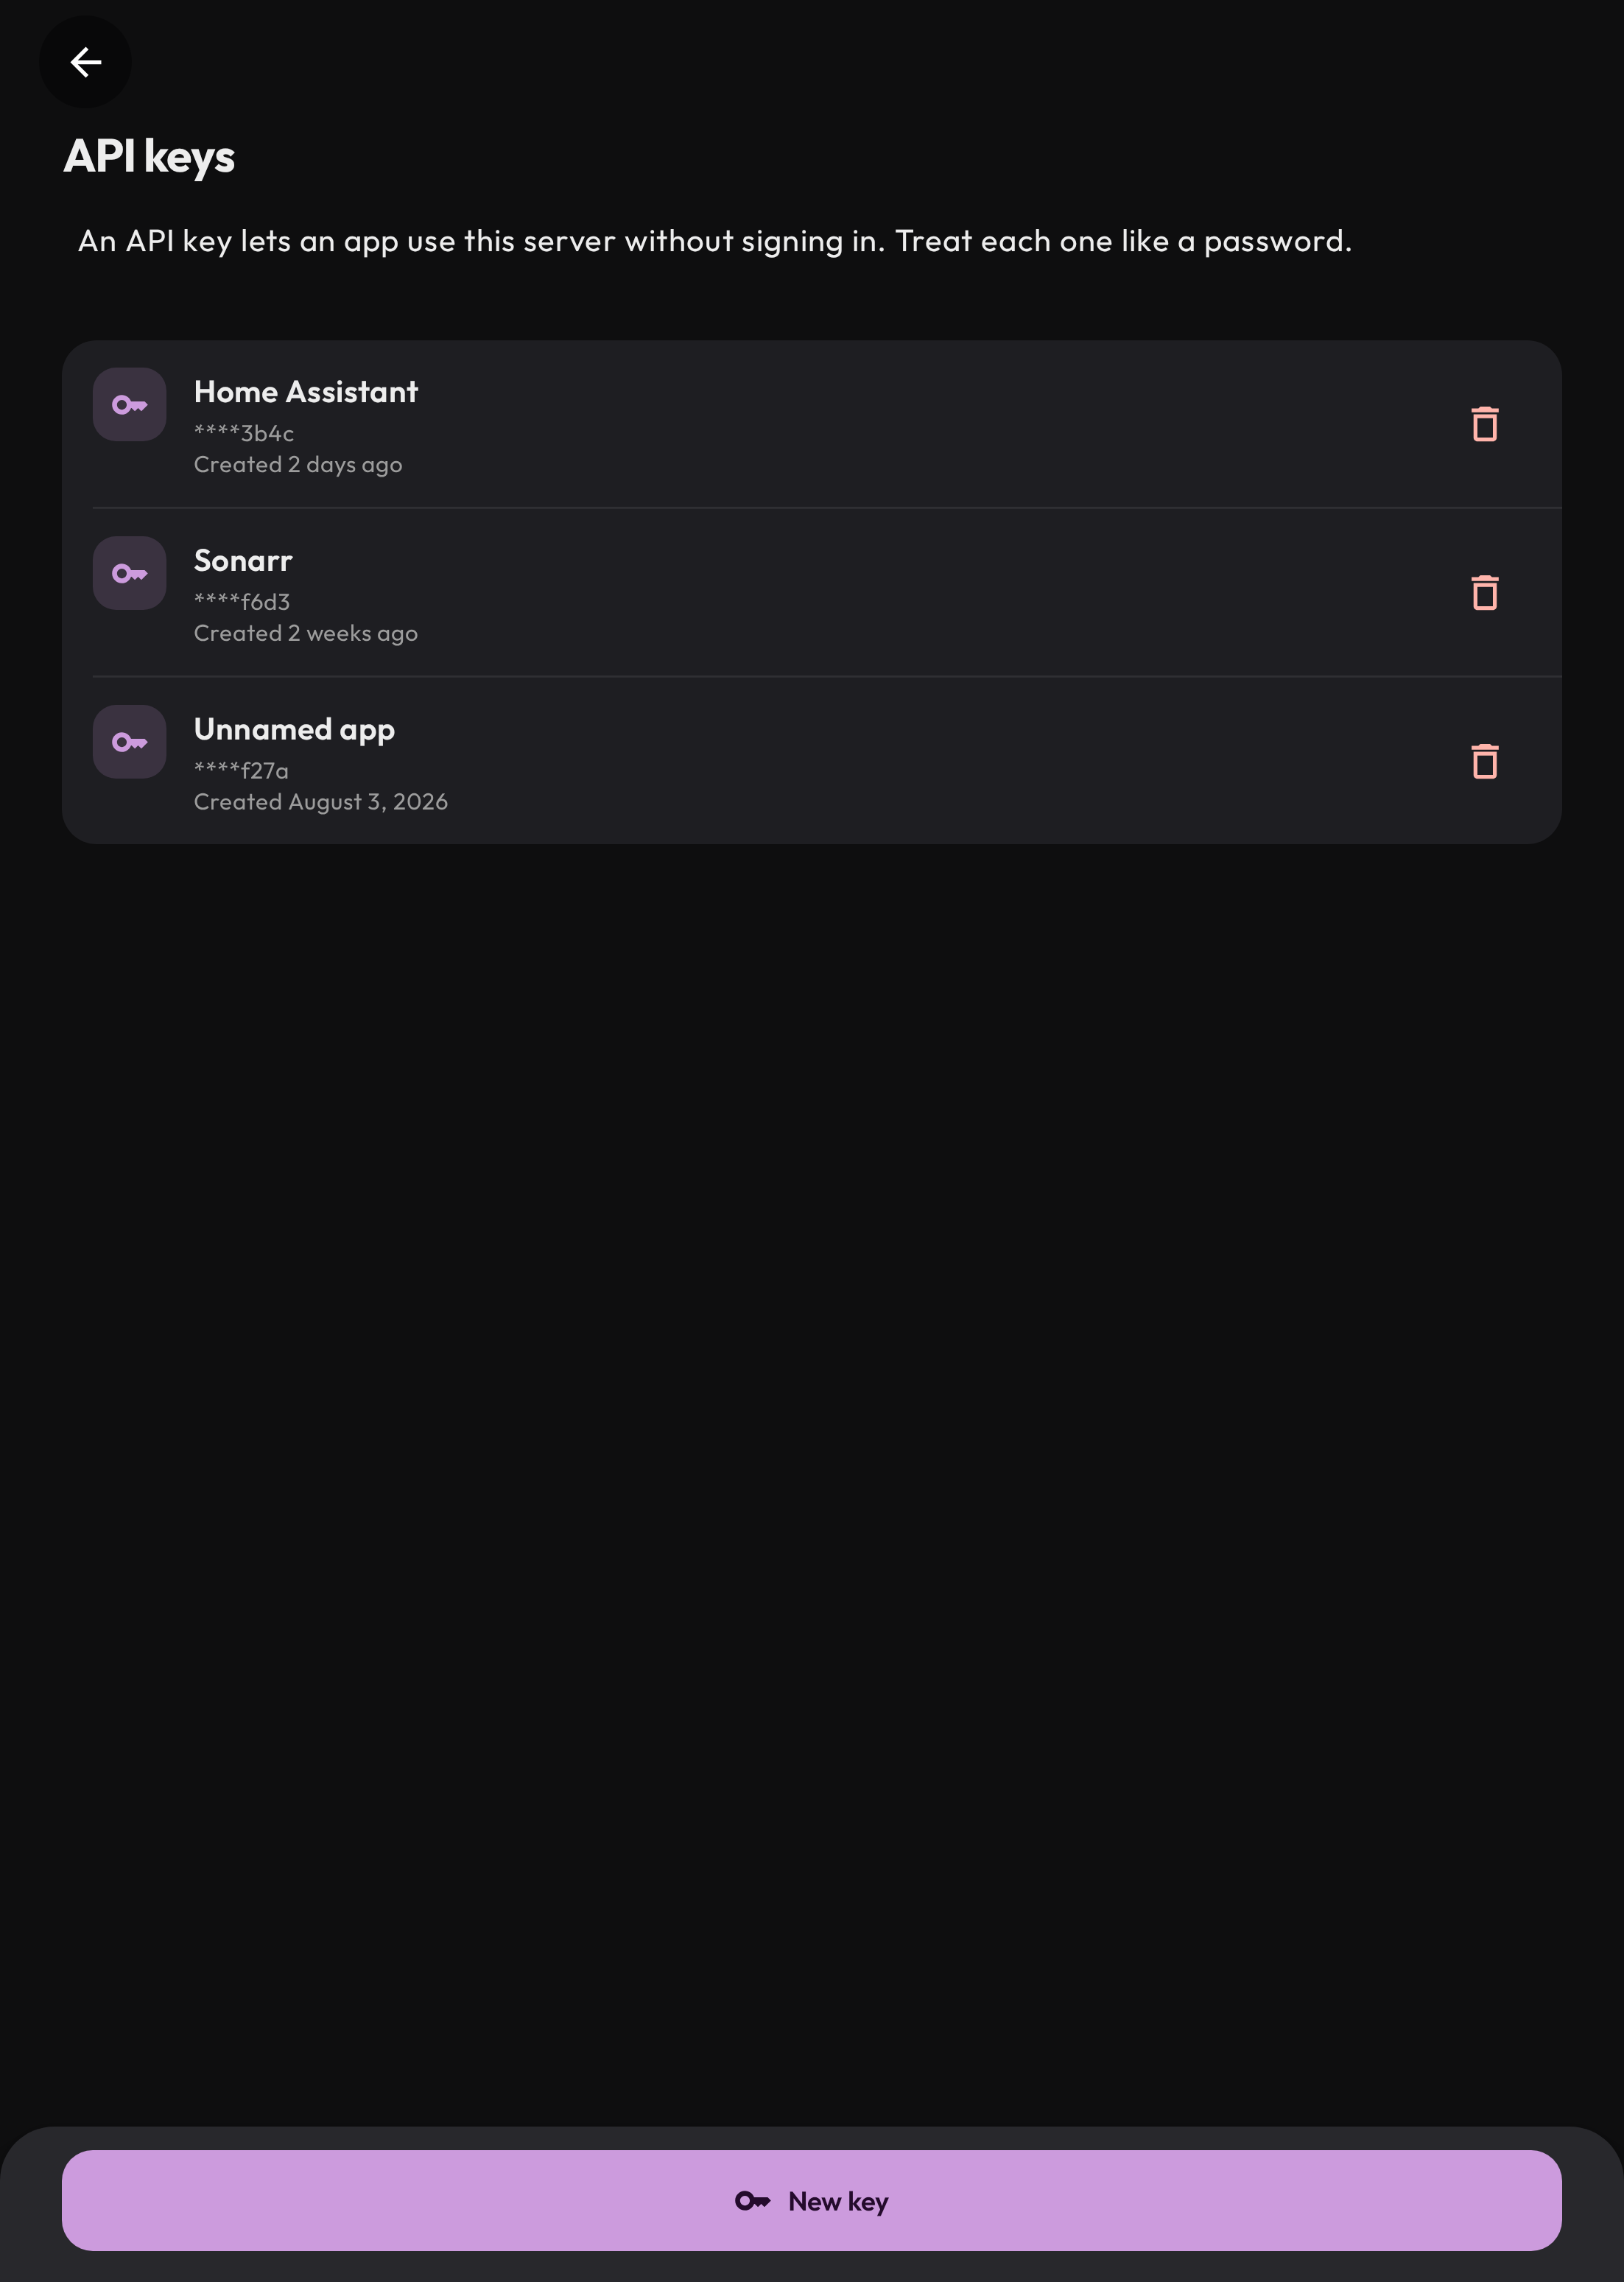 API keys
An API key lets an app use this server without signing in. Treat each one like a password.
Home Assistant
****3b4c
Created 2 days ago
Sonarr
****f6d3
Created 2 weeks ago
Unnamed app
****f27a
Created August 3, 2026
New key